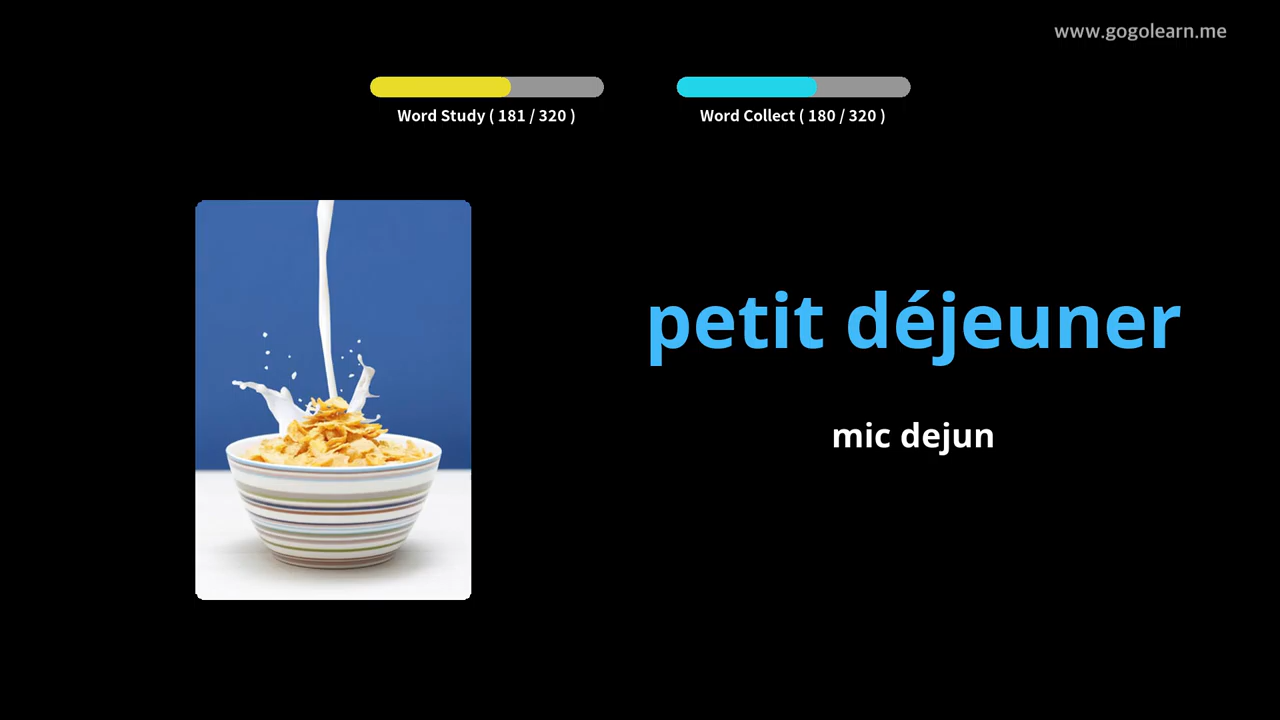 www.gogolearn.me
Word Study ( 181 / 320 )
Word Collect ( 180 / 320 )
petit déjeuner
mic dejun